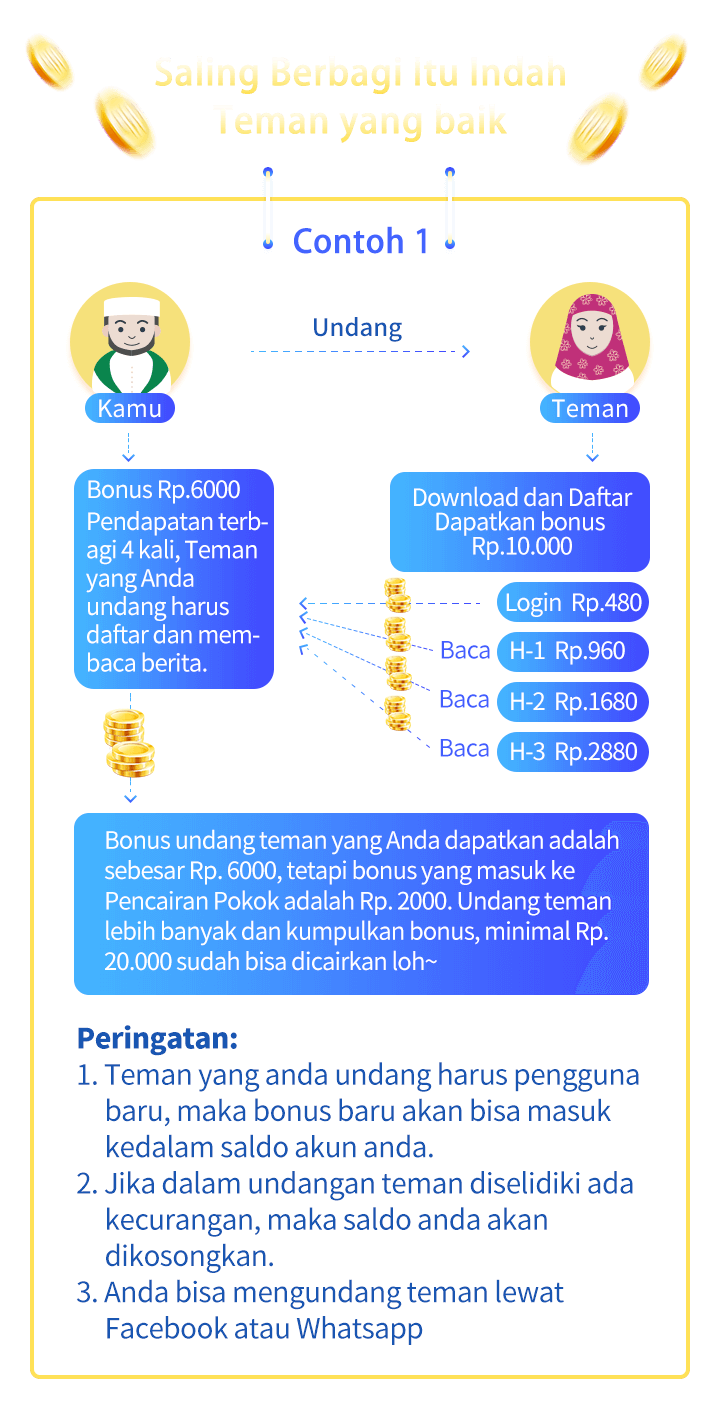 Saling Berbagi Itu Indah
Teman yang baik
Contoh 1
Undang
Kamu
Teman
Bonus Rp.6000
Pendapatan terb-
agi 4 kali, Teman
yang Anda
undang harus
daftar dan mem-
baca berita.
Download dan Daftar
Dapatkan bonus
Rp.10.000
Login Rp.480
Baca H-1 Rp.960
Baca H-2 Rp.1680
Baca H-3 Rp.2880
Bonus undang teman yang Anda dapatkan adalah
sebesar Rp. 6000, tetapi bonus yang masuk ke
Pencairan Pokok adalah Rp. 2000. Undang teman
lebih banyak dan kumpulkan bonus, minimal Rp.
20.000 sudah bisa dicairkan loh~
Peringatan:
1. Teman yang anda undang harus pengguna
baru, maka bonus baru akan bisa masuk
kedalam saldo akun anda.
2. Jika dalam undangan teman diselidiki ada
kecurangan, maka saldo anda akan
dikosongkan.
3. Anda bisa mengundang teman lewat
Facebook atau Whatsapp